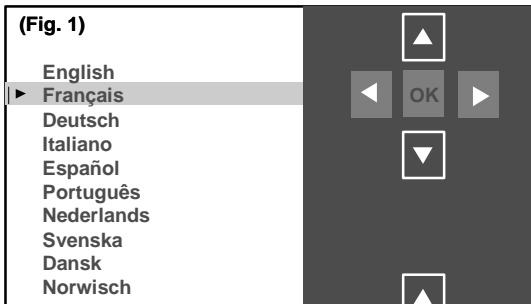 (Fig. 1)
English
Français
Deutsch
Italiano
Español
Português
Nederlands
Svenska
Dansk
Norwisch
OK